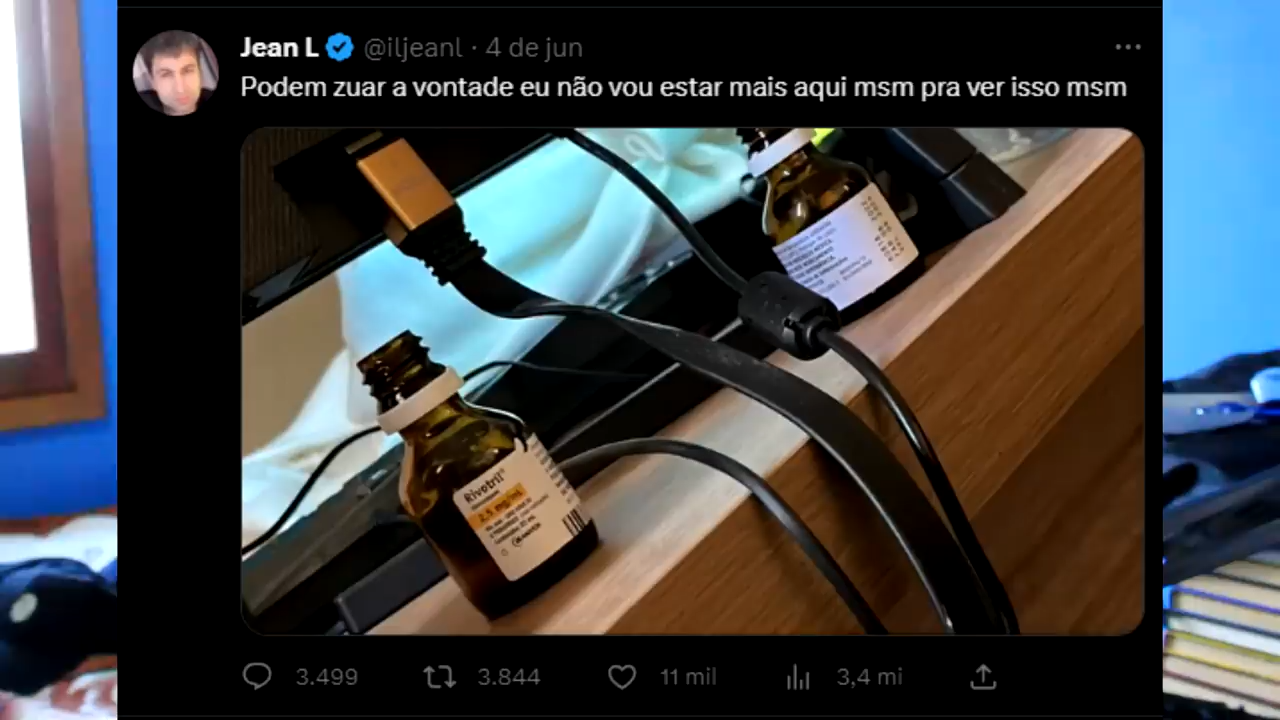 Jean L @iljeanl · 4 de jun
Podem zuar a vontade eu não vou estar mais aqui msm pra ver isso msm
Rivotril
2,5 mg/mL
3.499 3.844 11 mil 3,4 mi